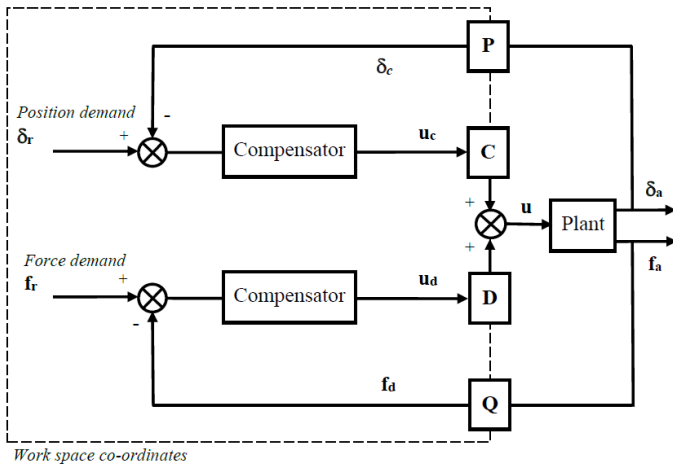 P
δc
Position demand
-
δr
+
Compensator
uc
C
+
δa
u
Plant
+
Force demand
fr
+
fa
Compensator
ud
D
-
fd
Q
Work space co-ordinates